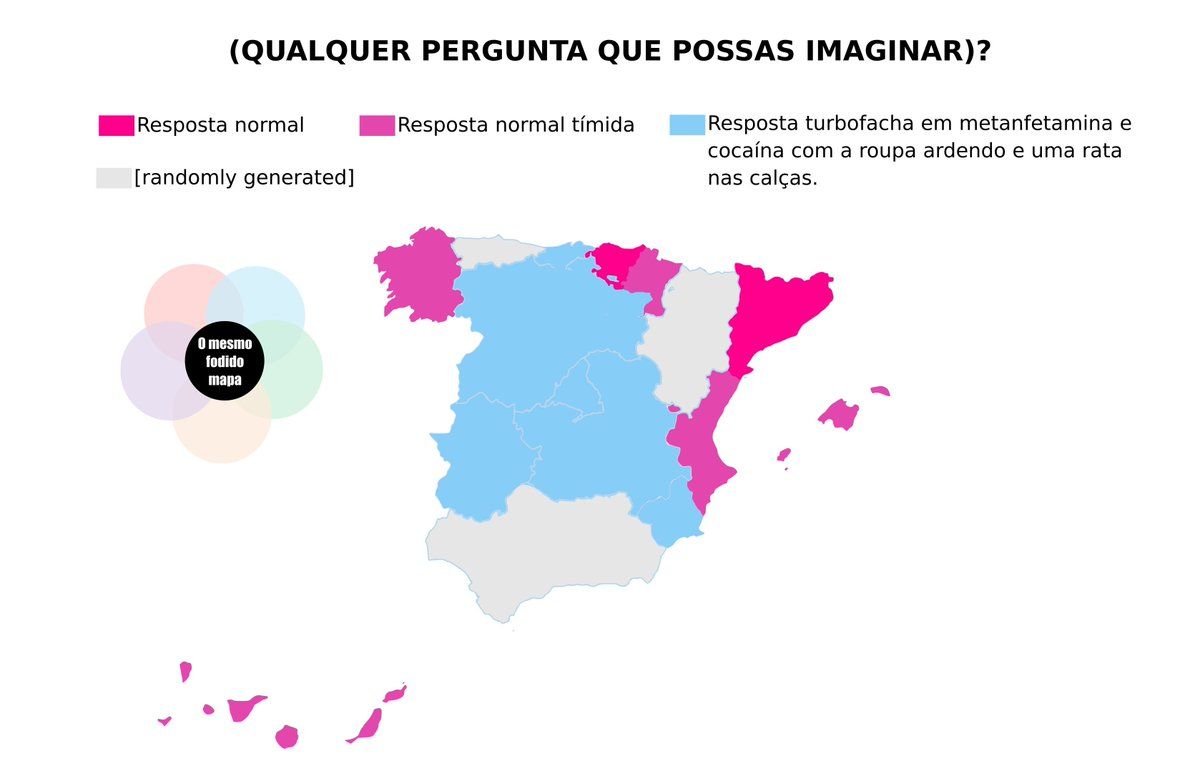 (QUALQUER PERGUNTA QUE POSSAS IMAGINAR)?
Resposta normal
Resposta normal tímida
Resposta turbofacha em metanfetamina e
cocaína com a roupa ardendo e uma rata
nas calças.
[randomly generated]
O mesmo
fodido
mapa